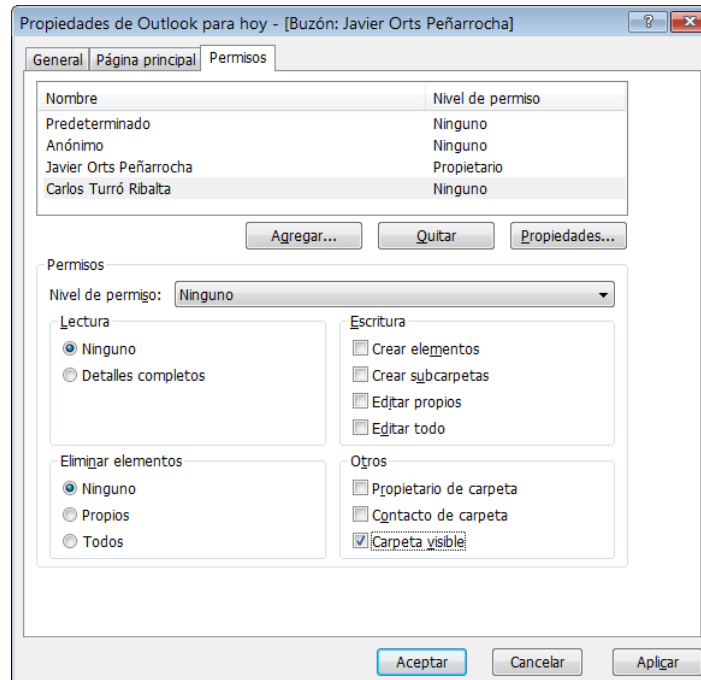 Propiedades de Outlook para hoy - [Buzón: Javier Orts Peñarrocha]
General Página principal Permisos
Nombre Nivel de permiso
Predeterminado Ninguno
Anónimo Ninguno
Javier Orts Peñarrocha Propietario
Carlos Turró Ribalta Ninguno
Agregar... Quitar Propiedades...
Permisos
Nivel de permiso: Ninguno
Lectura Escritura
Ninguno Crear elementos
Detalles completos Crear subcarpetas
Editar propios
Editar todo
Eliminar elementos Otros
Ninguno Propietario de carpeta
Propios Contacto de carpeta
Todos Carpeta visible
Aceptar Cancelar Aplicar